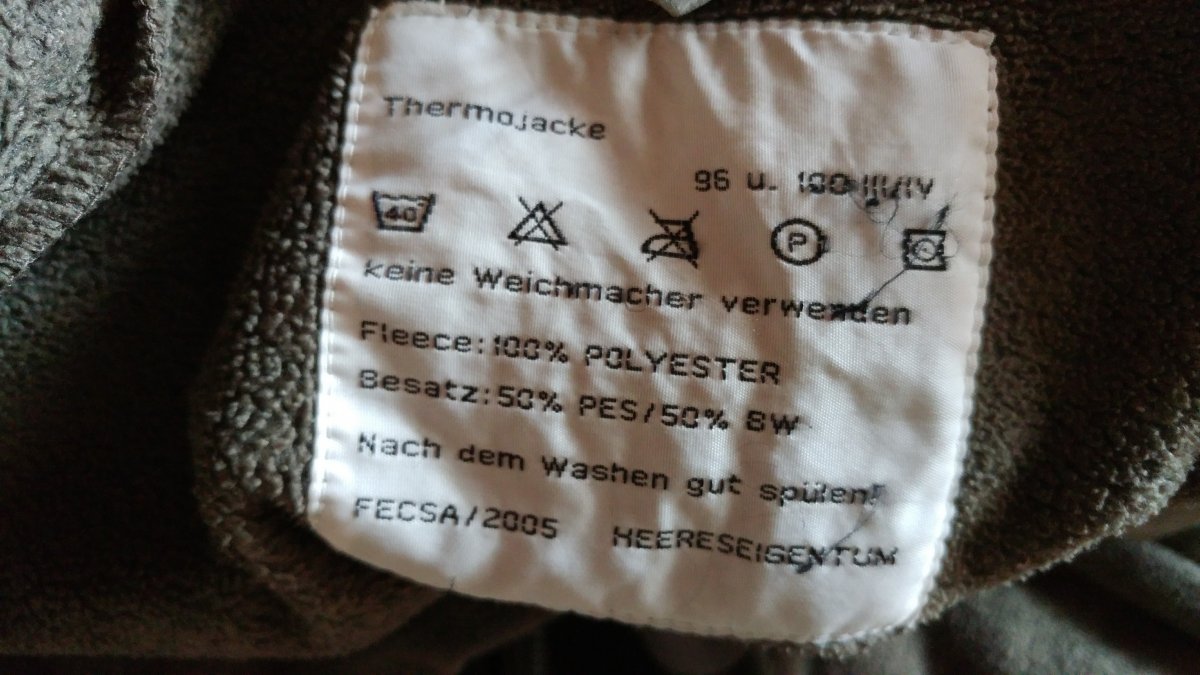 Thermojacke
96 u. 100 III/IV
40
P
keine Weichmacher verwenden
Fleece:100% POLYESTER
Besatz:50% PES/50% BW
Nach dem Washen gut spülen!
FECSA/2005 HEERESEIGENTUM